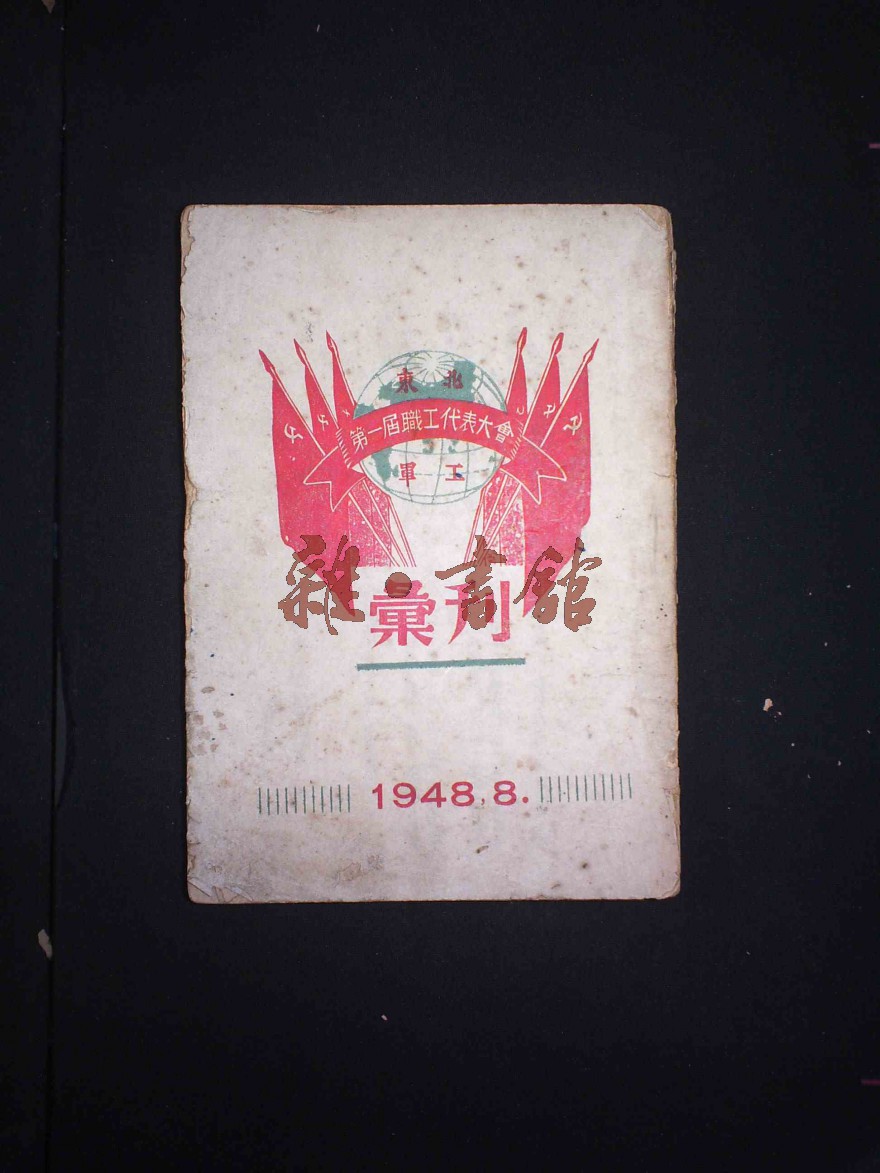 東北
第一屆職工代表大會
軍工
雜·書館
彙刊
1948.8.